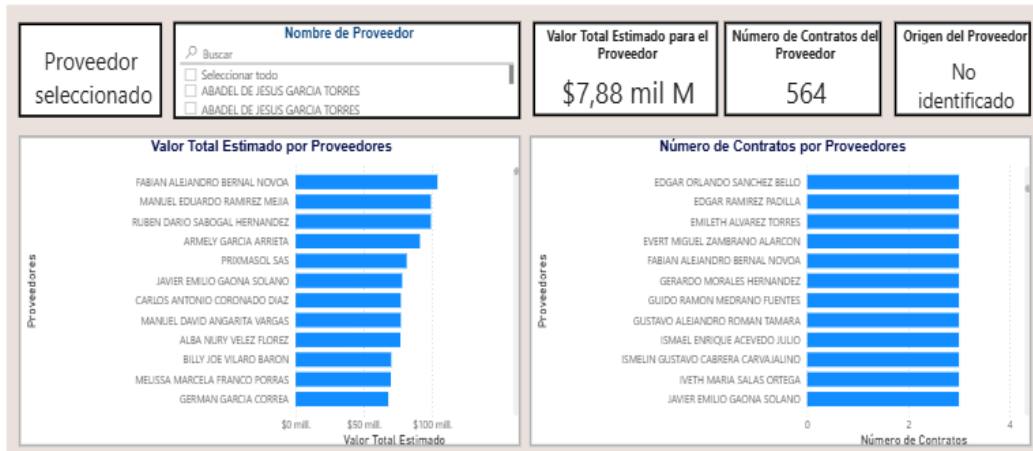 Proveedor
seleccionado
Nombre de Proveedor
Buscar
Seleccionar todo
ABADEL DE JESUS GARCIA TORRES
ABADEL DE JESUS GARCIA TORRES
Valor Total Estimado para el
Proveedor
$7,88 mil M
Número de Contratos del
Proveedor
564
Origen del Proveedor
No
identificado
Valor Total Estimado por Proveedores
Proveedores
FABIAN ALEJANDRO BERNAL NOVOA
MANUEL EDUARDO RAMIREZ MEJIA
RUBEN DARIO SABOGAL HERNANDEZ
ARMELY GARCIA ARRIETA
PRIXMASOL SAS
JAVIER EMILIO GAONA SOLANO
CARLOS ANTONIO CORONADO DIAZ
MANUEL DAVID ANGARITA VARGAS
ALBA NURY VELEZ FLOREZ
BILLY JOE VILARO BARON
MELISSA MARCELA FRANCO PORRAS
GERMAN GARCIA CORREA
$0 mill. $50 mill. $100 mill.
Valor Total Estimado
Número de Contratos por Proveedores
Proveedores
EDGAR ORLANDO SANCHEZ BELLO
EDGAR RAMIREZ PADILLA
EMILETH ALVAREZ TORRES
EVERT MIGUEL ZAMBRANO ALARCON
FABIAN ALEJANDRO BERNAL NOVOA
GERARDO MORALES HERNANDEZ
GUIDO RAMON MEDRANO FUENTES
GUSTAVO ALEJANDRO ROMAN TAMARA
ISMAEL ENRIQUE ACEVEDO JULIO
ISMELIN GUSTAVO CABRERA CARVAJALINO
IVETH MARIA SALAS ORTEGA
JAVIER EMILIO GAONA SOLANO
0 2 4
Número de Contratos